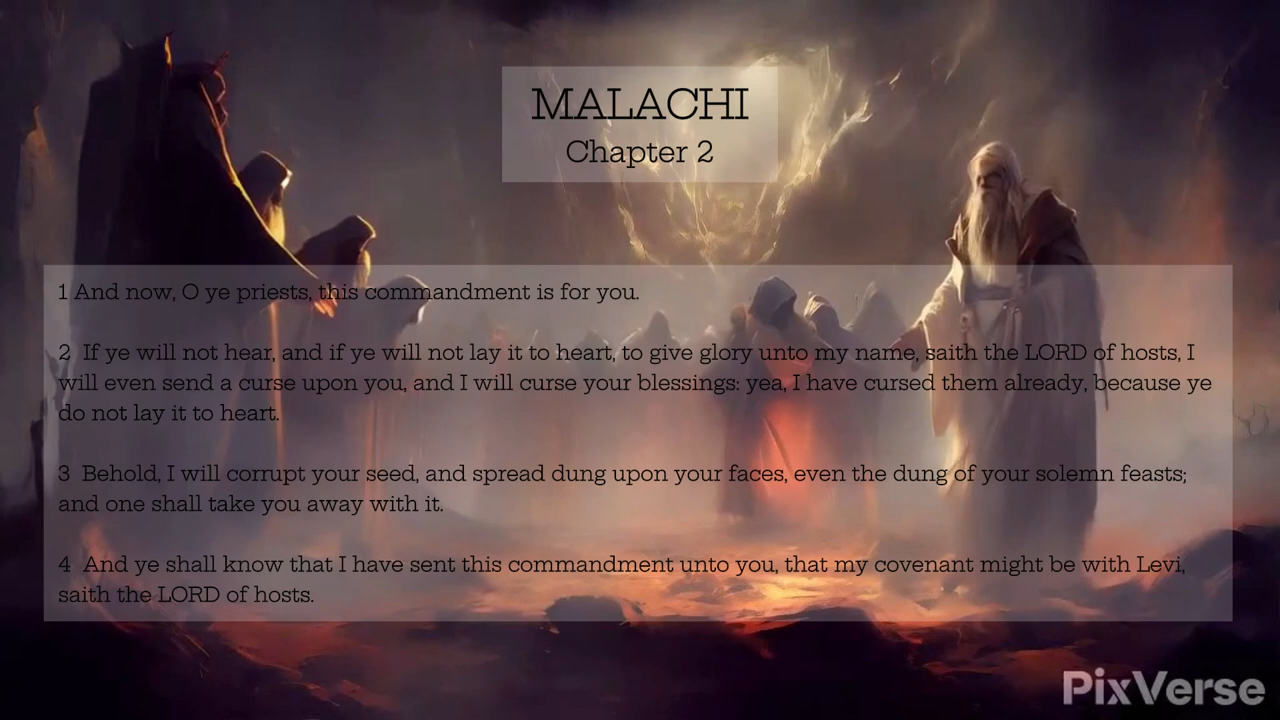 MALACHI
Chapter 2
1 And now, O ye priests, this commandment is for you.
2 If ye will not hear, and if ye will not lay it to heart, to give glory unto my name, saith the LORD of hosts, I
will even send a curse upon you, and I will curse your blessings: yea, I have cursed them already, because ye
do not lay it to heart.
3 Behold, I will corrupt your seed, and spread dung upon your faces, even the dung of your solemn feasts;
and one shall take you away with it.
4 And ye shall know that I have sent this commandment unto you, that my covenant might be with Levi,
saith the LORD of hosts.
PixVerse